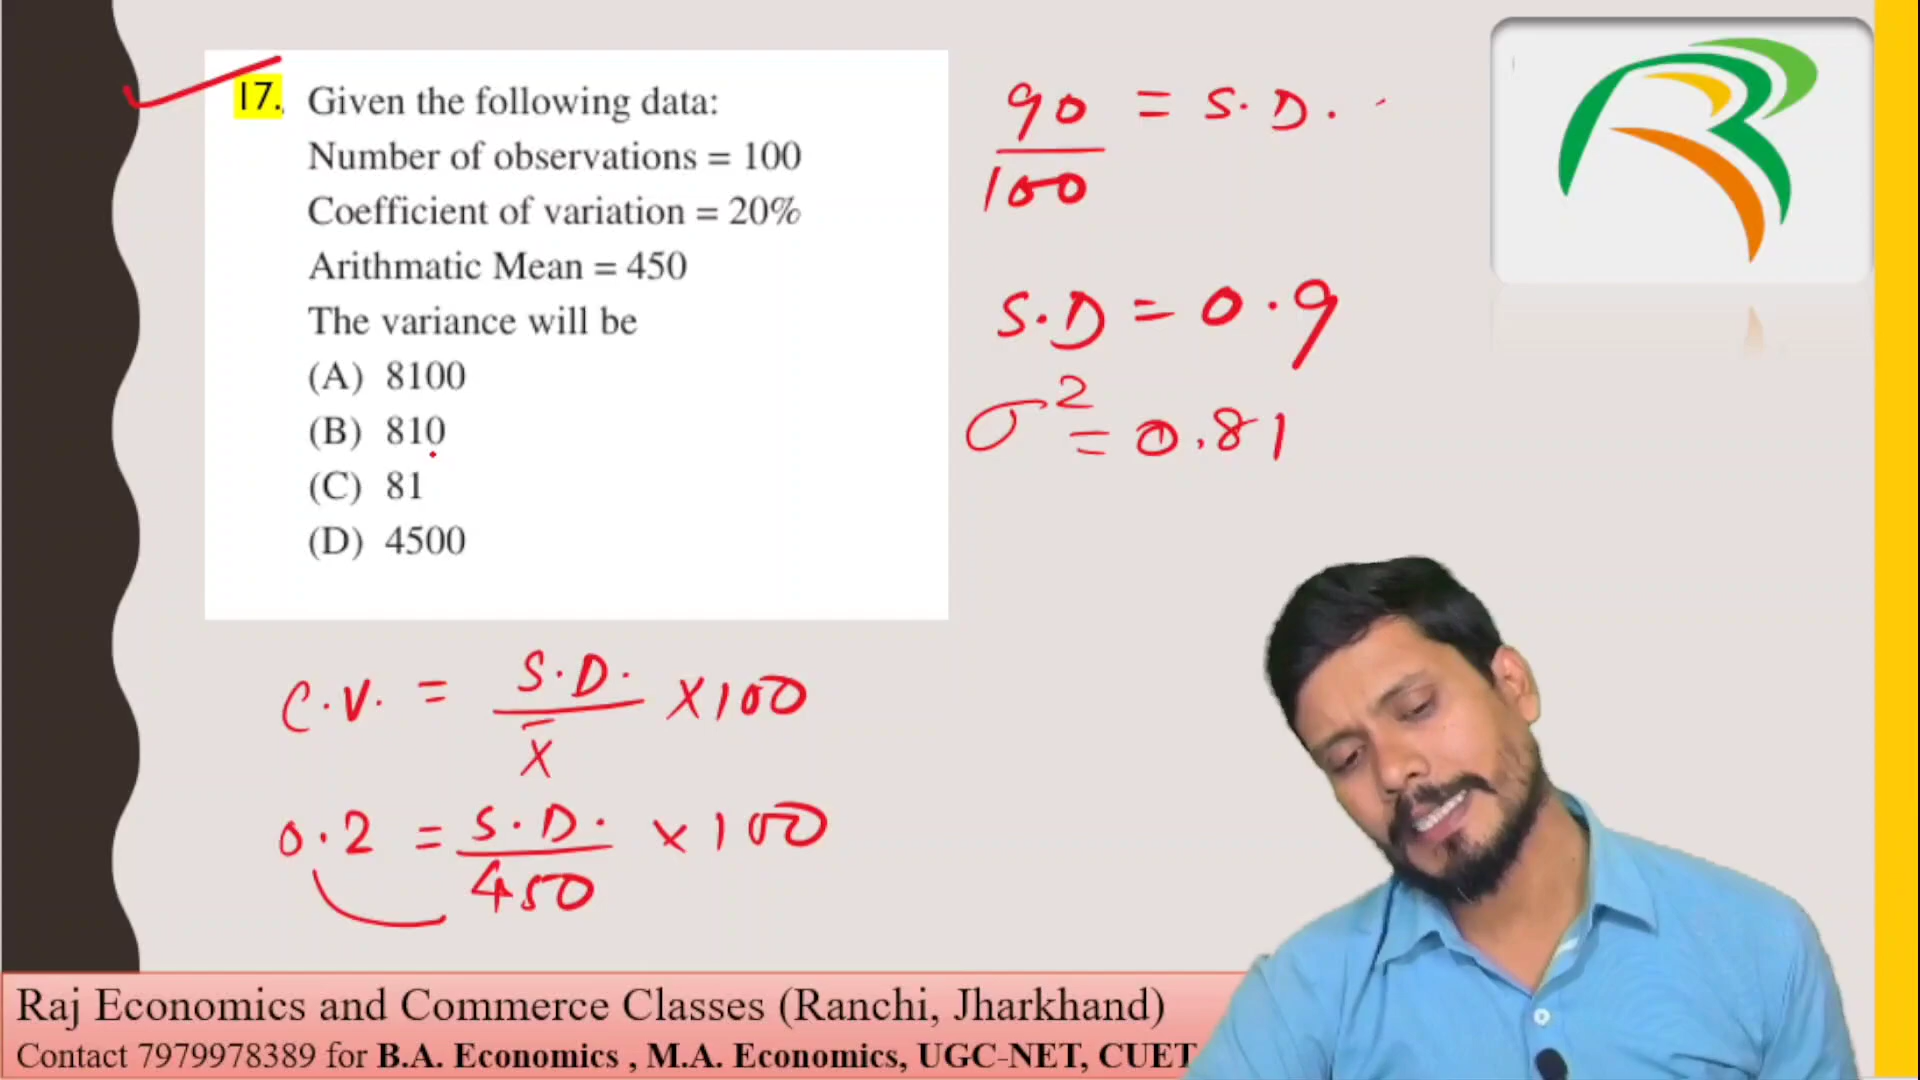 17. Given the following data:
Number of observations = 100
Coefficient of variation = 20%
Arithmatic Mean = 450
The variance will be
(A) 8100
(B) 810
(C) 81
(D) 4500
90/100 = S.D.
S.D = 0.9
σ² = 0.81
C.V. = S.D./X̄ × 100
0.2 = S.D./450 × 100
Raj Economics and Commerce Classes (Ranchi, Jharkhand)
Contact 7979978389 for B.A. Economics , M.A. Economics, UGC-NET, CUET